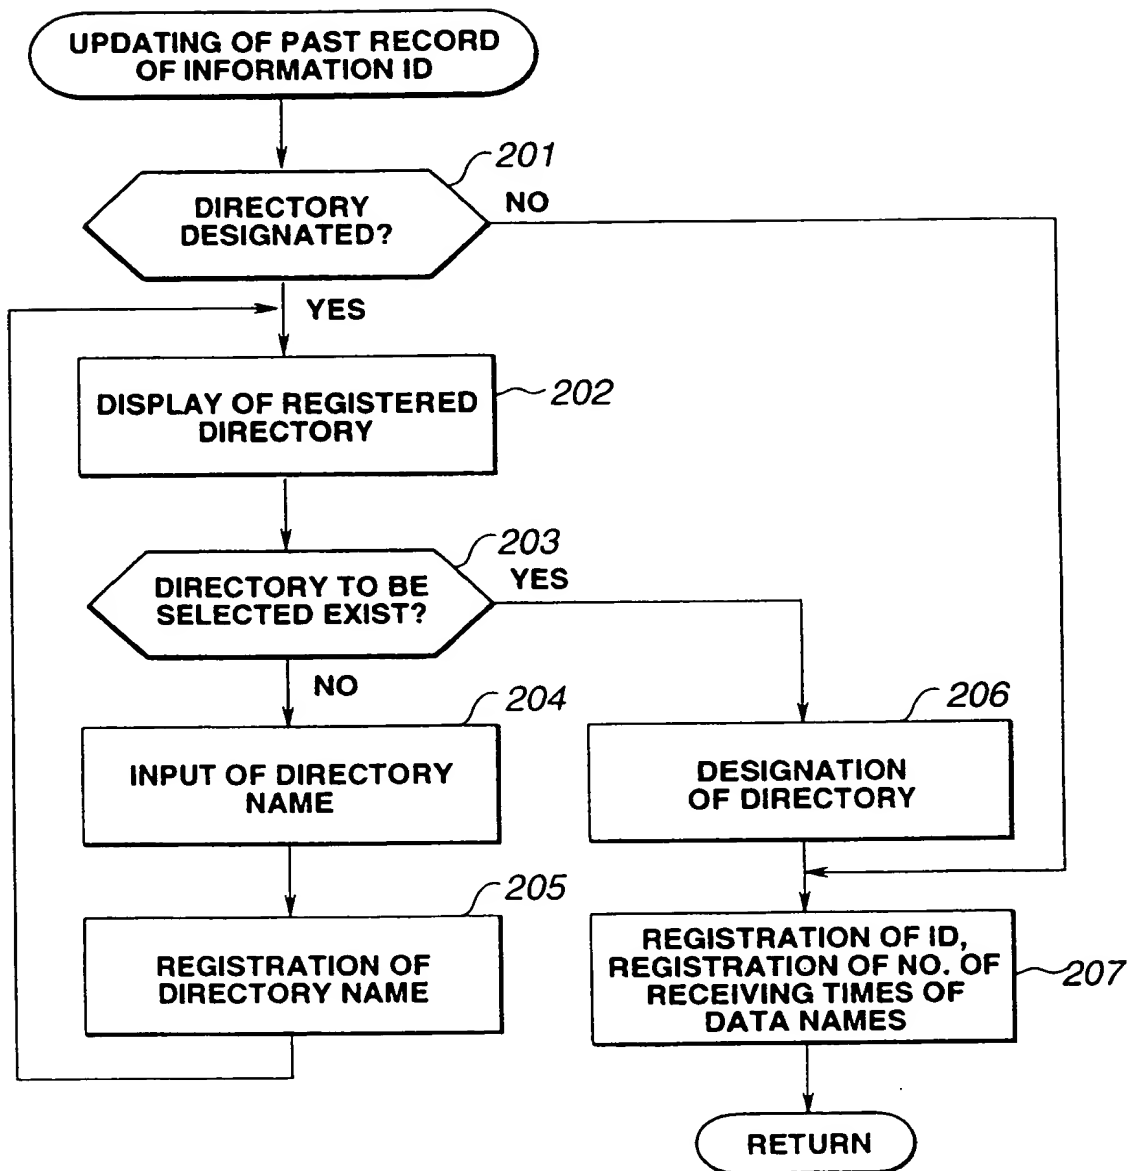 UPDATING OF PAST RECORD
OF INFORMATION ID
201
DIRECTORY
DESIGNATED?
NO
YES
DISPLAY OF REGISTERED
DIRECTORY
202
203
DIRECTORY TO BE
SELECTED EXIST?
YES
NO
204
INPUT OF DIRECTORY
NAME
206
DESIGNATION
OF DIRECTORY
205
REGISTRATION OF
DIRECTORY NAME
REGISTRATION OF ID,
REGISTRATION OF NO. OF
RECEIVING TIMES OF
DATA NAMES
207
RETURN